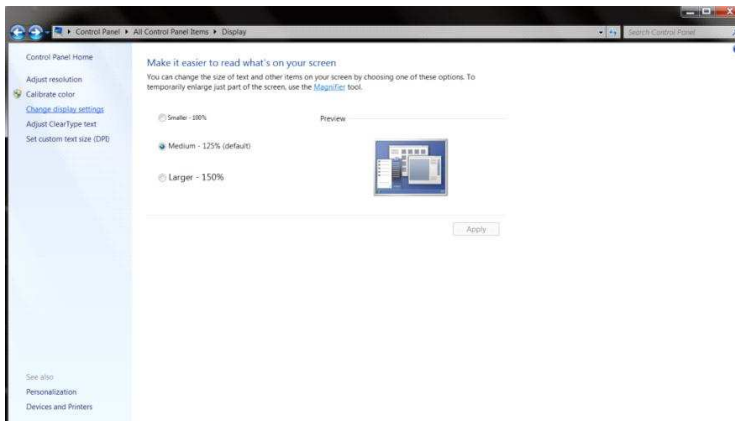 Control Panel ▸ All Control Panel Items ▸ Display
Search Control Panel
Control Panel Home
Adjust resolution
Calibrate color
Change display settings
Adjust ClearType text
Set custom text size (DPI)
Make it easier to read what's on your screen
You can change the size of text and other items on your screen by choosing one of these options. To
temporarily enlarge just part of the screen, use the Magnifier tool.
Smaller - 100%
Preview
Medium - 125% (default)
Larger - 150%
Apply
See also
Personalization
Devices and Printers